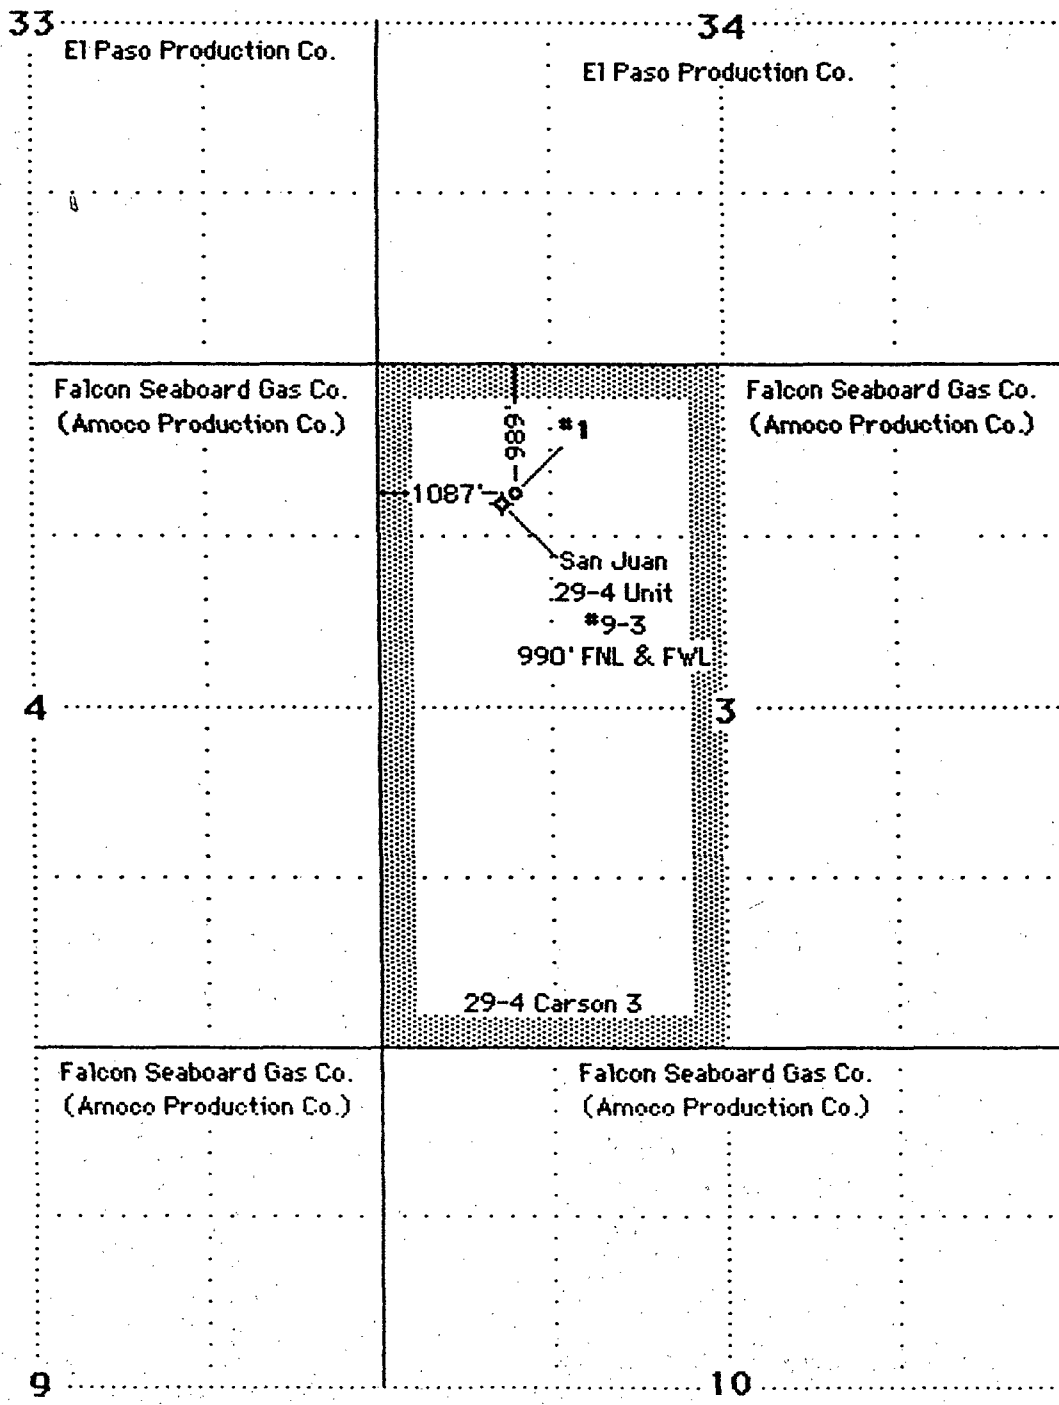 33
34
El Paso Production Co.
El Paso Production Co.
Falcon Seaboard Gas Co.
(Amoco Production Co.)
Falcon Seaboard Gas Co.
(Amoco Production Co.)
989'
#1
1087'
San Juan
29-4 Unit
#9-3
990' FNL & FWL
4
3
29-4 Carson 3
Falcon Seaboard Gas Co.
(Amoco Production Co.)
Falcon Seaboard Gas Co.
(Amoco Production Co.)
9
10